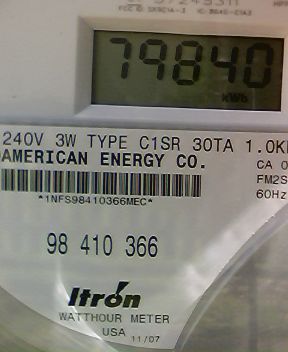 79840
kWh
240V 3W TYPE C1SR 30TA 1.0K
AMERICAN ENERGY CO.
CA 0
FM2S
60Hz
*1NFS98410366MEC*
98 410 366
Itron
WATTHOUR METER
USA 11/07